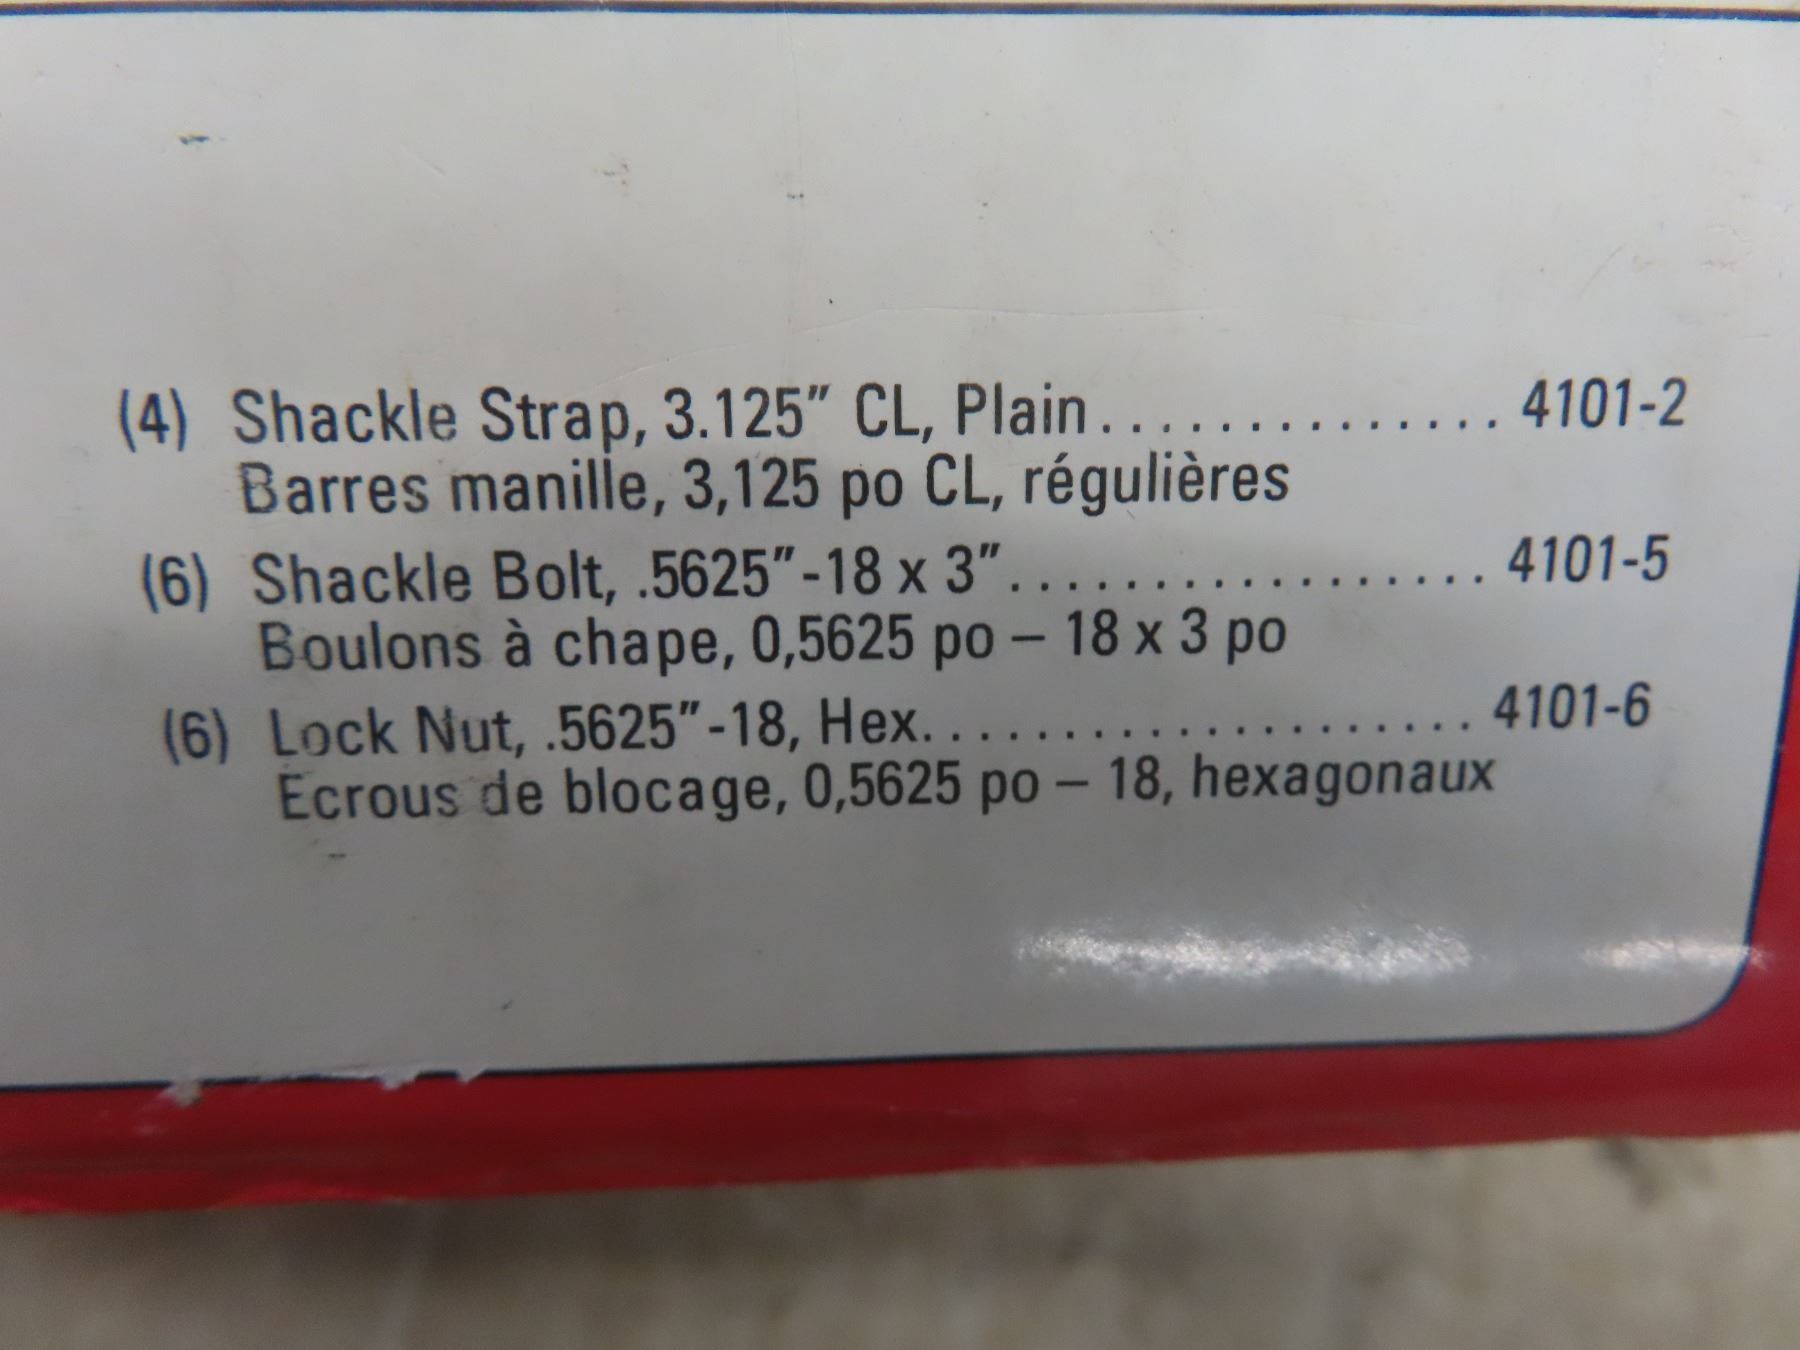 (4) Shackle Strap, 3.125" CL, Plain............... 4101-2
Barres manille, 3,125 po CL, régulières
(6) Shackle Bolt, .5625"-18 x 3".................. 4101-5
Boulons à chape, 0,5625 po – 18 x 3 po
(6) Lock Nut, .5625"-18, Hex..................... 4101-6
Ecrous de blocage, 0,5625 po – 18, hexagonaux